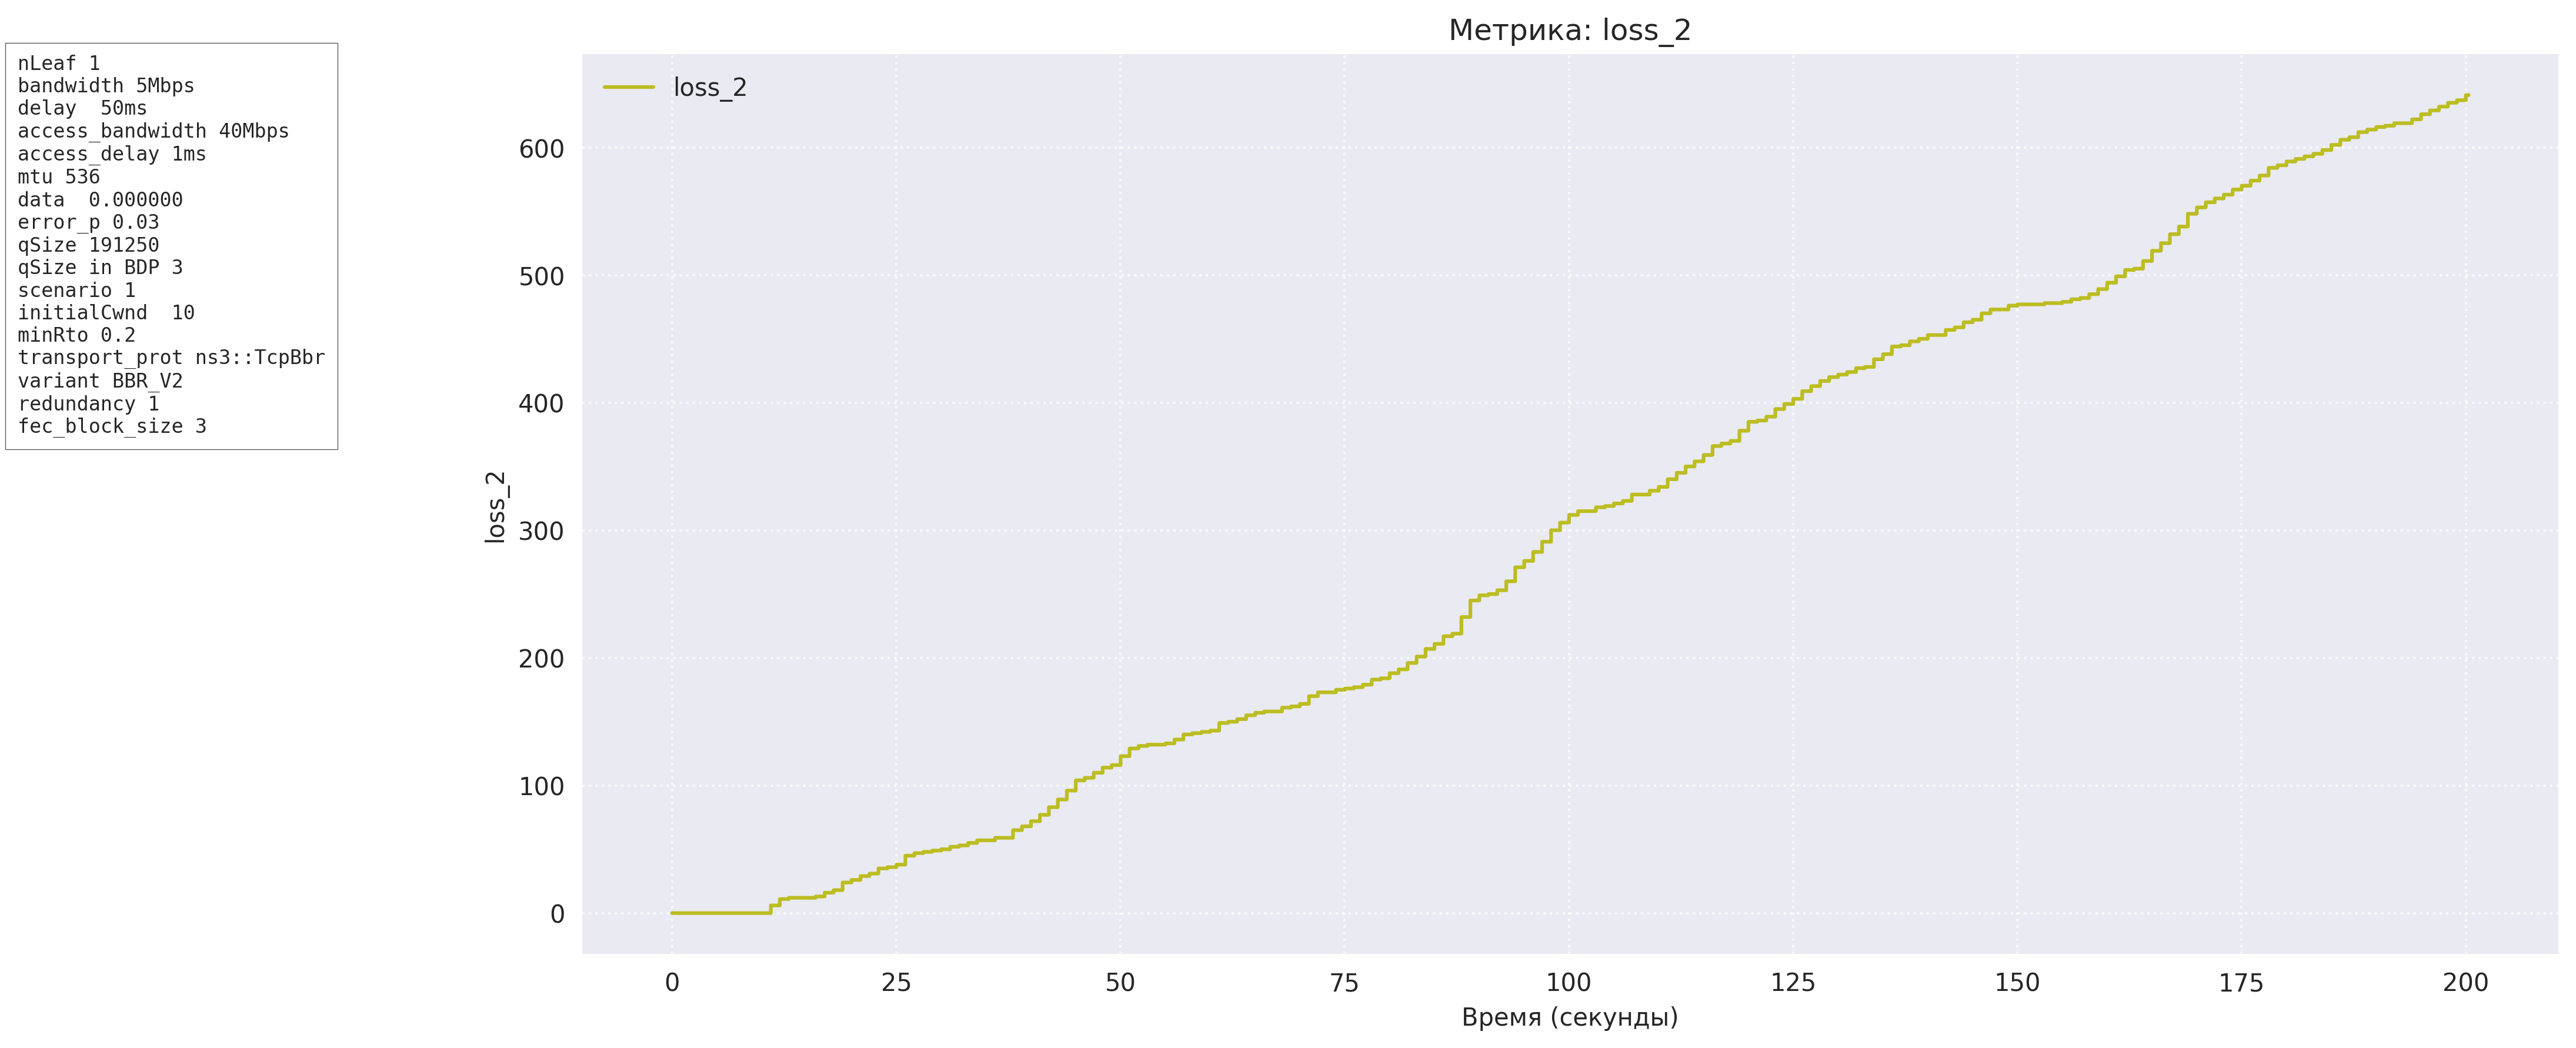 Метрика: loss_2
nLeaf 1
bandwidth 5Mbps
delay  50ms
access_bandwidth 40Mbps
access_delay 1ms
mtu 536
data  0.000000
error_p 0.03
qSize 191250
qSize in BDP 3
scenario 1
initialCwnd  10
minRto 0.2
transport_prot ns3::TcpBbr
variant BBR_V2
redundancy 1
fec_block_size 3
loss_2
loss_2
600
500
400
300
200
100
0
0 25 50 75 100 125 150 175 200
Время (секунды)